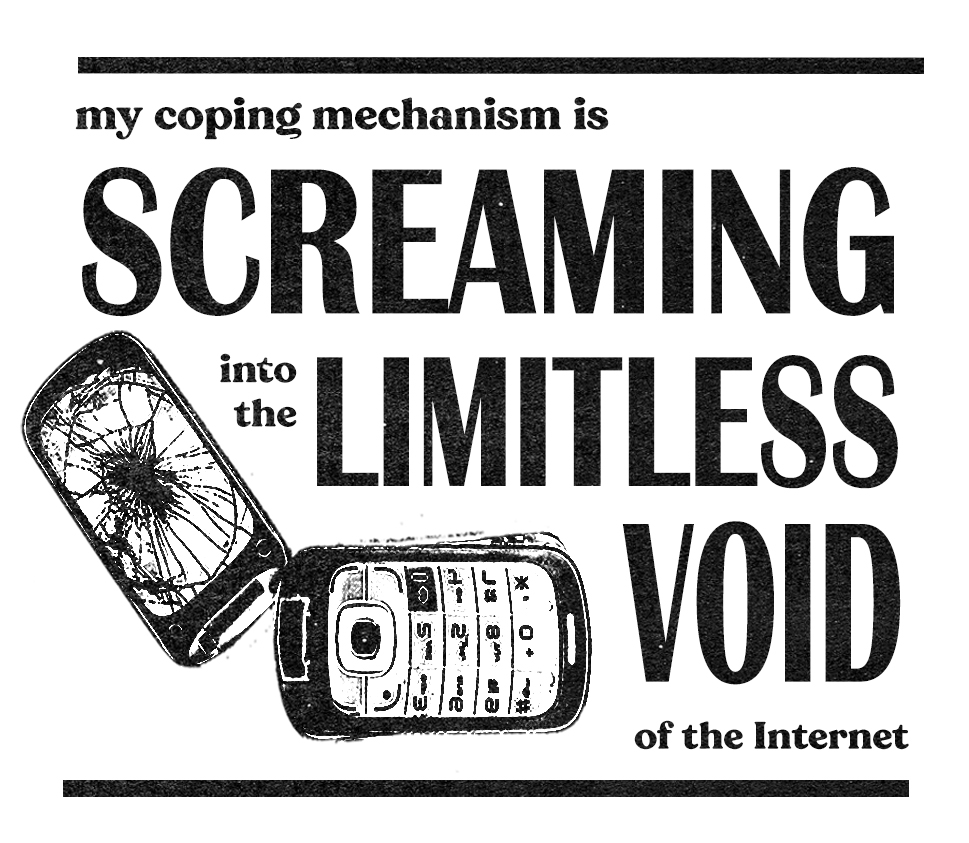 my coping mechanism is
SCREAMING
into
the LIMITLESS
VOID
of the Internet